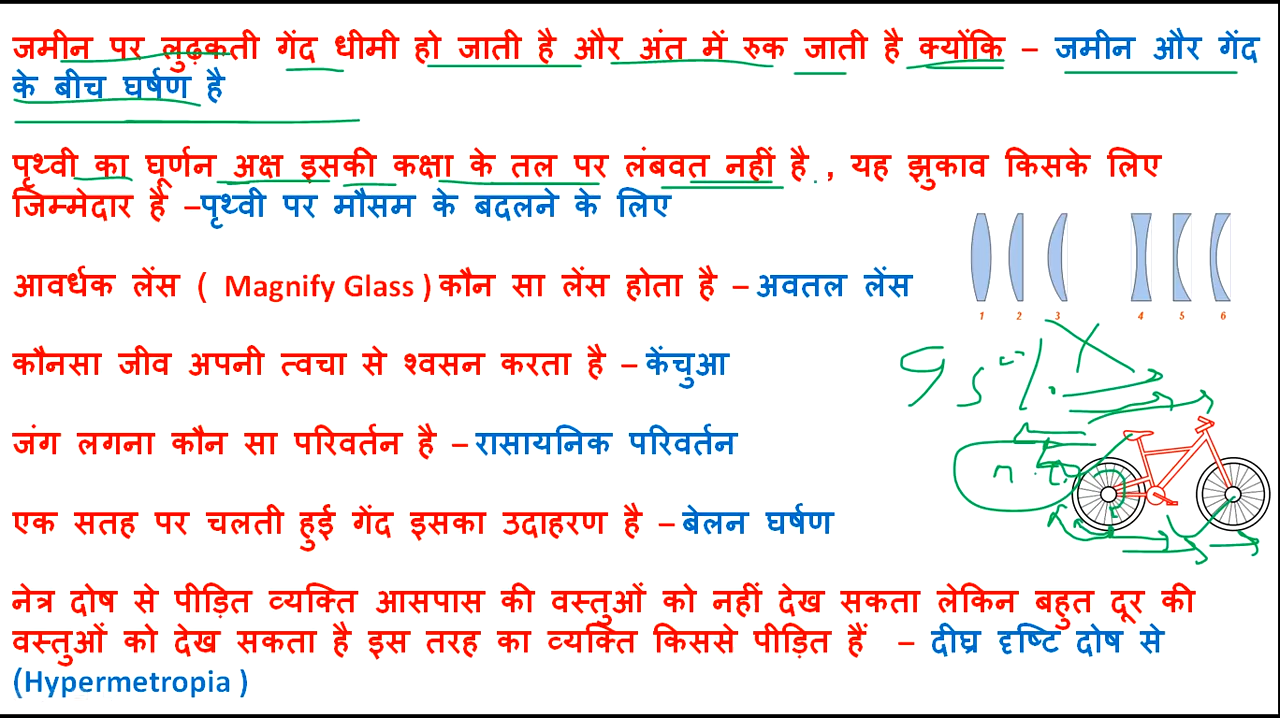 जमीन पर लुढ़कती गेंद धीमी हो जाती है और अंत में रुक जाती है क्योंकि – जमीन और गेंद
के बीच घर्षण है
पृथ्वी का घूर्णन अक्ष इसकी कक्षा के तल पर लंबवत नहीं है , यह झुकाव किसके लिए
जिम्मेदार है –पृथ्वी पर मौसम के बदलने के लिए
आवर्धक लेंस ( Magnify Glass ) कौन सा लेंस होता है – अवतल लेंस
1 2 3 4 5 6
कौनसा जीव अपनी त्वचा से श्वसन करता है – केंचुआ
95%
जंग लगना कौन सा परिवर्तन है – रासायनिक परिवर्तन
एक सतह पर चलती हुई गेंद इसका उदाहरण है – बेलन घर्षण
नेत्र दोष से पीड़ित व्यक्ति आसपास की वस्तुओं को नहीं देख सकता लेकिन बहुत दूर की
वस्तुओं को देख सकता है इस तरह का व्यक्ति किससे पीड़ित हैं – दीघ्र दृष्टि दोष से
(Hypermetropia )